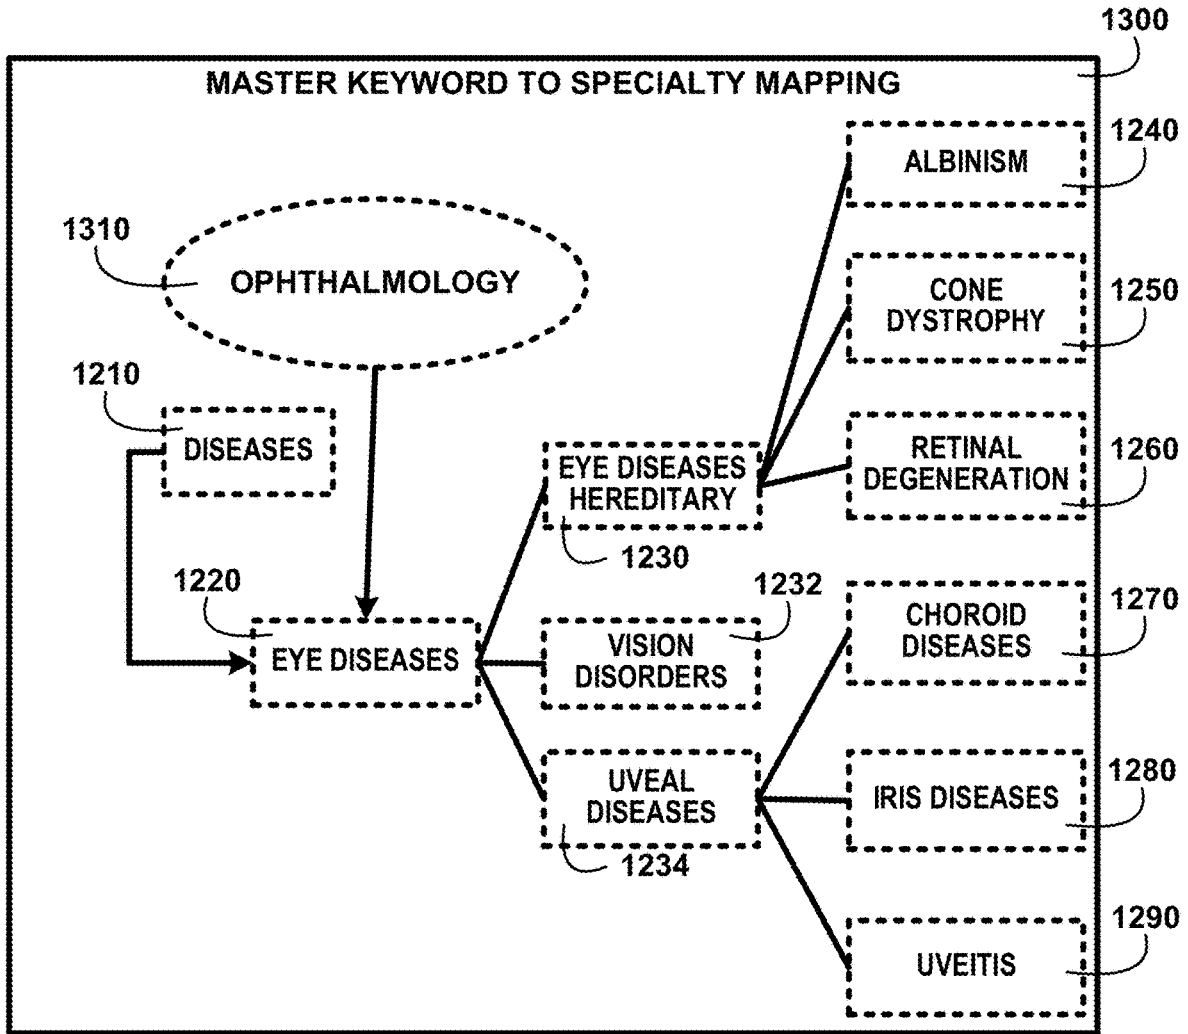 1300
MASTER KEYWORD TO SPECIALTY MAPPING
1240
ALBINISM
1310
OPHTHALMOLOGY
1250
CONE
DYSTROPHY
1210
DISEASES
1260
RETINAL
DEGENERATION
EYE DISEASES
HEREDITARY
1230
1220
EYE DISEASES
1232
VISION
DISORDERS
1270
CHOROID
DISEASES
UVEAL
DISEASES
1234
1280
IRIS DISEASES
1290
UVEITIS